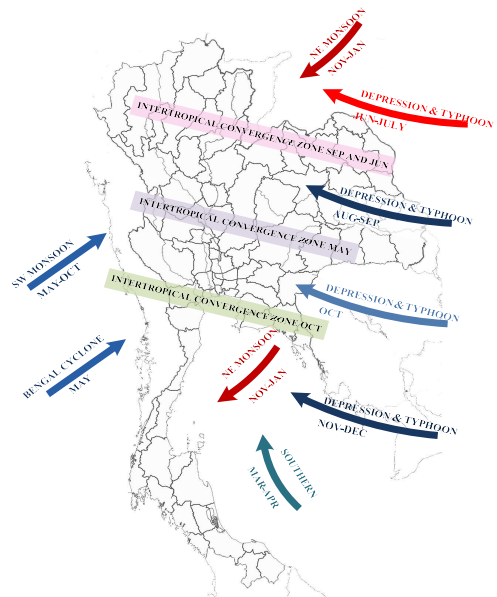 NE MONSOON
NOV-JAN
DEPRESSION & TYPHOON
JUN-JULY
INTERTROPICAL CONVERGENCE ZONE SEP AND JUN
DEPRESSION & TYPHOON
AUG-SEP
INTERTROPICAL CONVERGENCE ZONE MAY
SW MONSOON
MAY-OCT
INTERTROPICAL CONVERGENCE ZONE OCT
DEPRESSION & TYPHOON
OCT
BENGAL CYCLONE
MAY
NE MONSOON
NOV-JAN
DEPRESSION & TYPHOON
NOV-DEC
SOUTHERN
MAR-APR